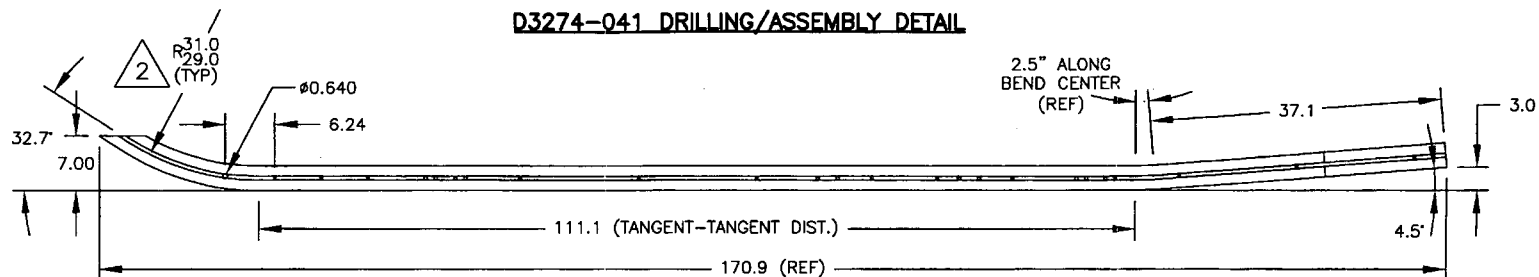 D3274-041 DRILLING/ASSEMBLY DETAIL
2
R31.0
29.0
(TYP)
ø0.640
6.24
32.7°
7.00
2.5" ALONG
BEND CENTER
(REF)
37.1
3.0
4.5°
111.1 (TANGENT-TANGENT DIST.)
170.9 (REF)